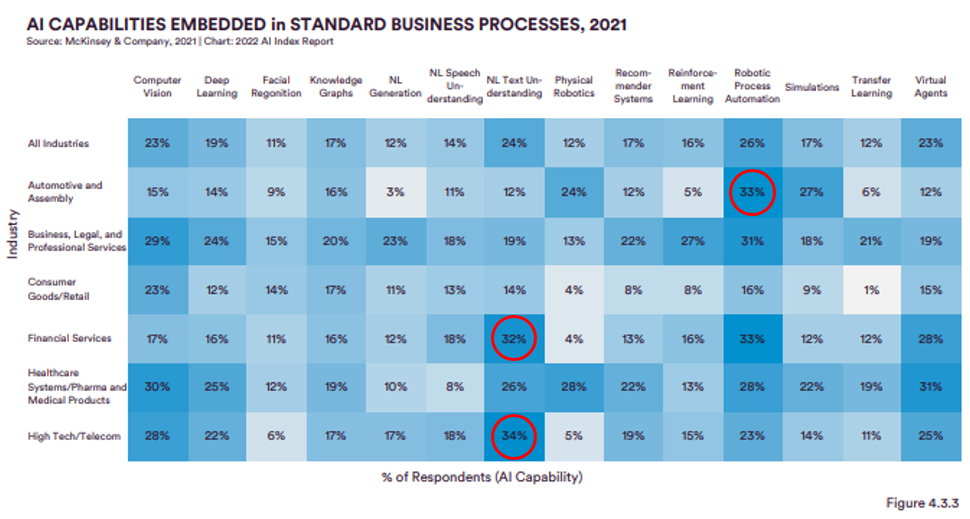 AI CAPABILITIES EMBEDDED in STANDARD BUSINESS PROCESSES, 2021
Source: McKinsey & Company, 2021 | Chart: 2022 AI Index Report
Computer Vision
Deep Learning
Facial Regonition
Knowledge Graphs
NL Generation
NL Speech Un-derstanding
NL Text Un-derstanding
Physical Robotics
Recom-mender Systems
Reinforce-ment Learning
Robotic Process Automation
Simulations
Transfer Learning
Virtual Agents
Industry
All Industries 23% 19% 11% 17% 12% 14% 24% 12% 17% 16% 26% 17% 12% 23%
Automotive and Assembly 15% 14% 9% 16% 3% 11% 12% 24% 12% 5% 33% 27% 6% 12%
Business, Legal, and Professional Services 29% 24% 15% 20% 23% 18% 19% 13% 22% 27% 31% 18% 21% 19%
Consumer Goods/Retail 23% 12% 14% 17% 11% 13% 14% 4% 8% 8% 16% 9% 1% 15%
Financial Services 17% 16% 11% 16% 12% 18% 32% 4% 13% 16% 33% 12% 12% 28%
Healthcare Systems/Pharma and Medical Products 30% 25% 12% 19% 10% 8% 26% 28% 22% 13% 28% 22% 19% 31%
High Tech/Telecom 28% 22% 6% 17% 17% 18% 34% 5% 19% 15% 23% 14% 11% 25%
% of Respondents (AI Capability)
Figure 4.3.3